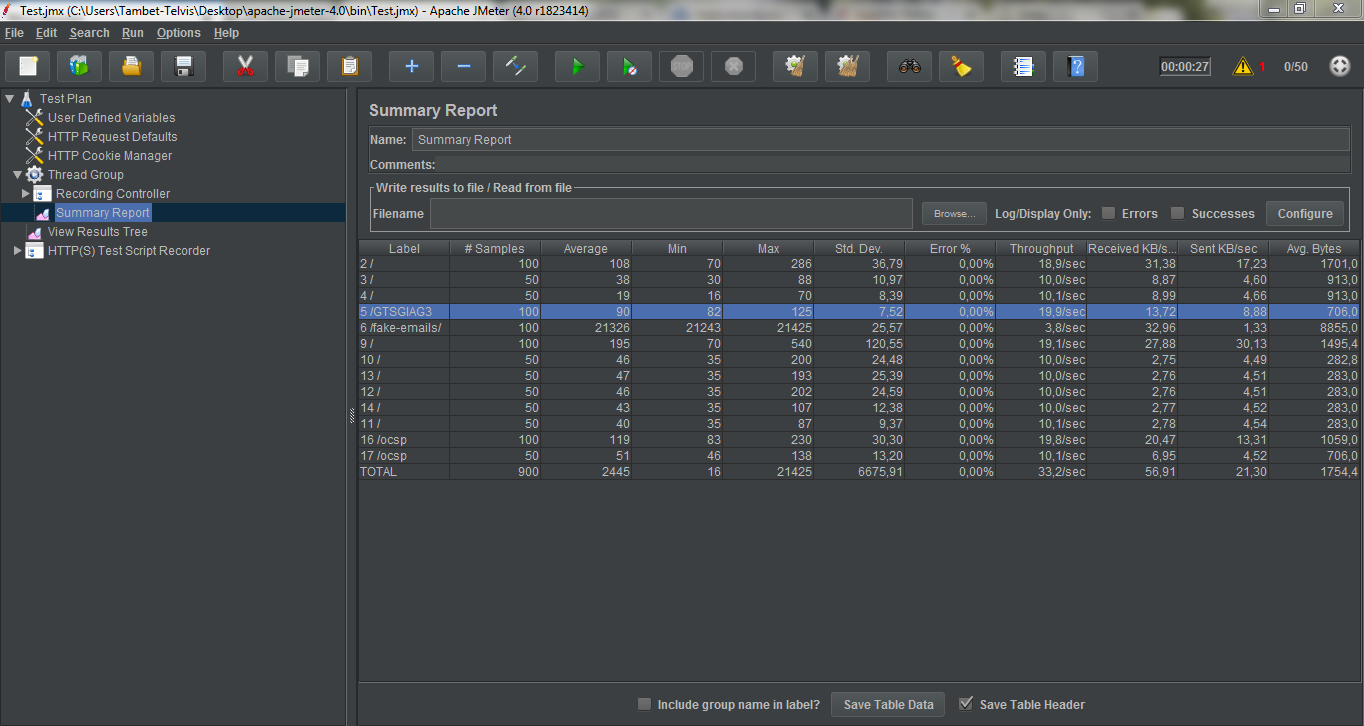 Test.jmx (C:\Users\Tambet-Telvis\Desktop\apache-jmeter-4.0\bin\Test.jmx) - Apache JMeter (4.0 r1823414)
File Edit Search Run Options Help
STOP 00:00:27 1 0/50
Test Plan
User Defined Variables
HTTP Request Defaults
HTTP Cookie Manager
Thread Group
Recording Controller
Summary Report
View Results Tree
HTTP(S) Test Script Recorder
Summary Report
Name: Summary Report
Comments:
Write results to file / Read from file
Filename Browse... Log/Display Only: Errors Successes Configure
Label # Samples Average Min Max Std. Dev. Error % Throughput Received KB/s... Sent KB/sec Avg. Bytes
2 / 100 108 70 286 36,79 0,00% 18,9/sec 31,38 17,23 1701,0
3 / 50 38 30 88 10,97 0,00% 10,0/sec 8,87 4,60 913,0
4 / 50 19 16 70 8,39 0,00% 10,1/sec 8,99 4,66 913,0
5 /GTSGIAG3 100 90 82 125 7,52 0,00% 19,9/sec 13,72 8,88 706,0
6 /fake-emails/ 100 21326 21243 21425 25,57 0,00% 3,8/sec 32,96 1,33 8855,0
9 / 100 195 70 540 120,55 0,00% 19,1/sec 27,88 30,13 1495,4
10 / 50 46 35 200 24,48 0,00% 10,0/sec 2,75 4,49 282,8
13 / 50 47 35 193 25,39 0,00% 10,0/sec 2,76 4,51 283,0
12 / 50 46 35 202 24,59 0,00% 10,0/sec 2,76 4,51 283,0
14 / 50 43 35 107 12,38 0,00% 10,0/sec 2,77 4,52 283,0
11 / 50 40 35 87 9,37 0,00% 10,1/sec 2,78 4,54 283,0
16 /ocsp 100 119 83 230 30,30 0,00% 19,8/sec 20,47 13,31 1059,0
17 /ocsp 50 51 46 138 13,20 0,00% 10,1/sec 6,95 4,52 706,0
TOTAL 900 2445 16 21425 6675,91 0,00% 33,2/sec 56,91 21,30 1754,4
Include group name in label? Save Table Data Save Table Header